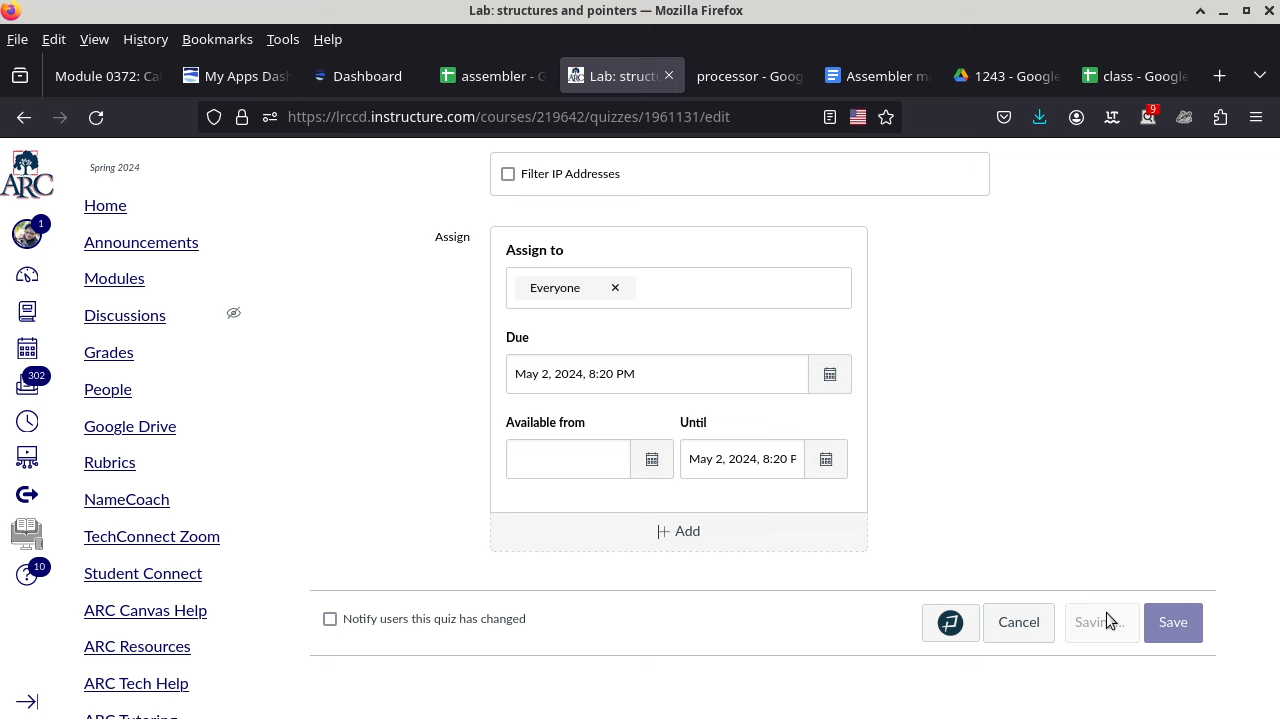 Lab: structures and pointers — Mozilla Firefox
File Edit View History Bookmarks Tools Help
Module 0372: Ca
My Apps Das
Dashboard
assembler - G
Lab: struct
processor - Goog
Assembler m
1243 - Google
class - Google
https://lrccd.instructure.com/courses/219642/quizzes/1961131/edit
9
ARC
1
302
10
Spring 2024
Home
Announcements
Modules
Discussions
Grades
People
Google Drive
Rubrics
NameCoach
TechConnect Zoom
Student Connect
ARC Canvas Help
ARC Resources
ARC Tech Help
ARC Tutoring
Filter IP Addresses
Assign
Assign to
Everyone
Due
May 2, 2024, 8:20 PM
Available from Until
May 2, 2024, 8:20 P
Add
Notify users this quiz has changed
Cancel Saving... Save